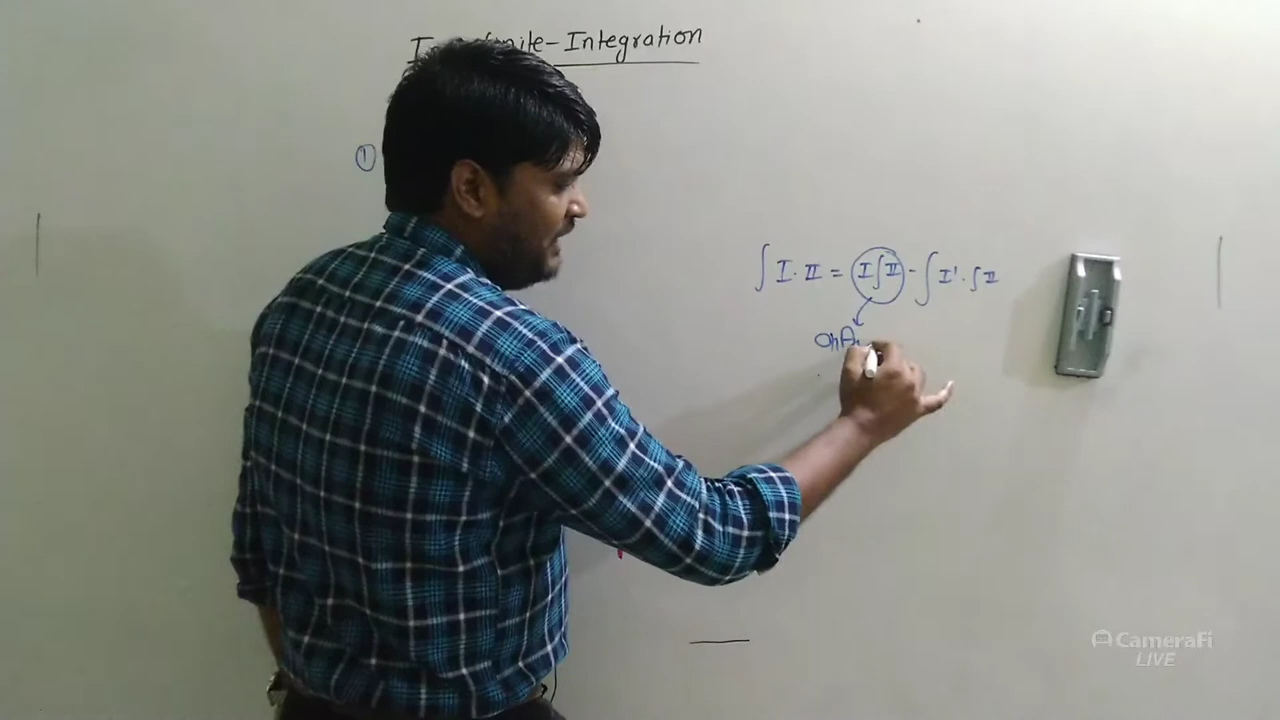 -Integration
①
∫ I · II = I∫II - ∫ I' · ∫ II
CameraFi
LIVE